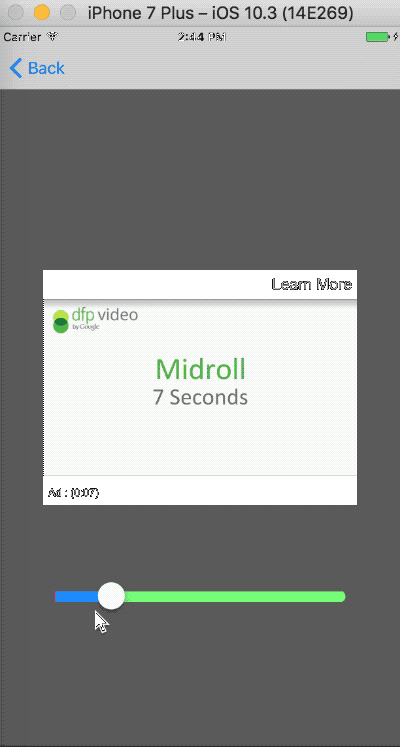 iPhone 7 Plus – iOS 10.3 (14E269)
Carrier 2:44 PM
Back
Learn More
dfp video
by Google
Midroll
7 Seconds
Ad : (0:07)